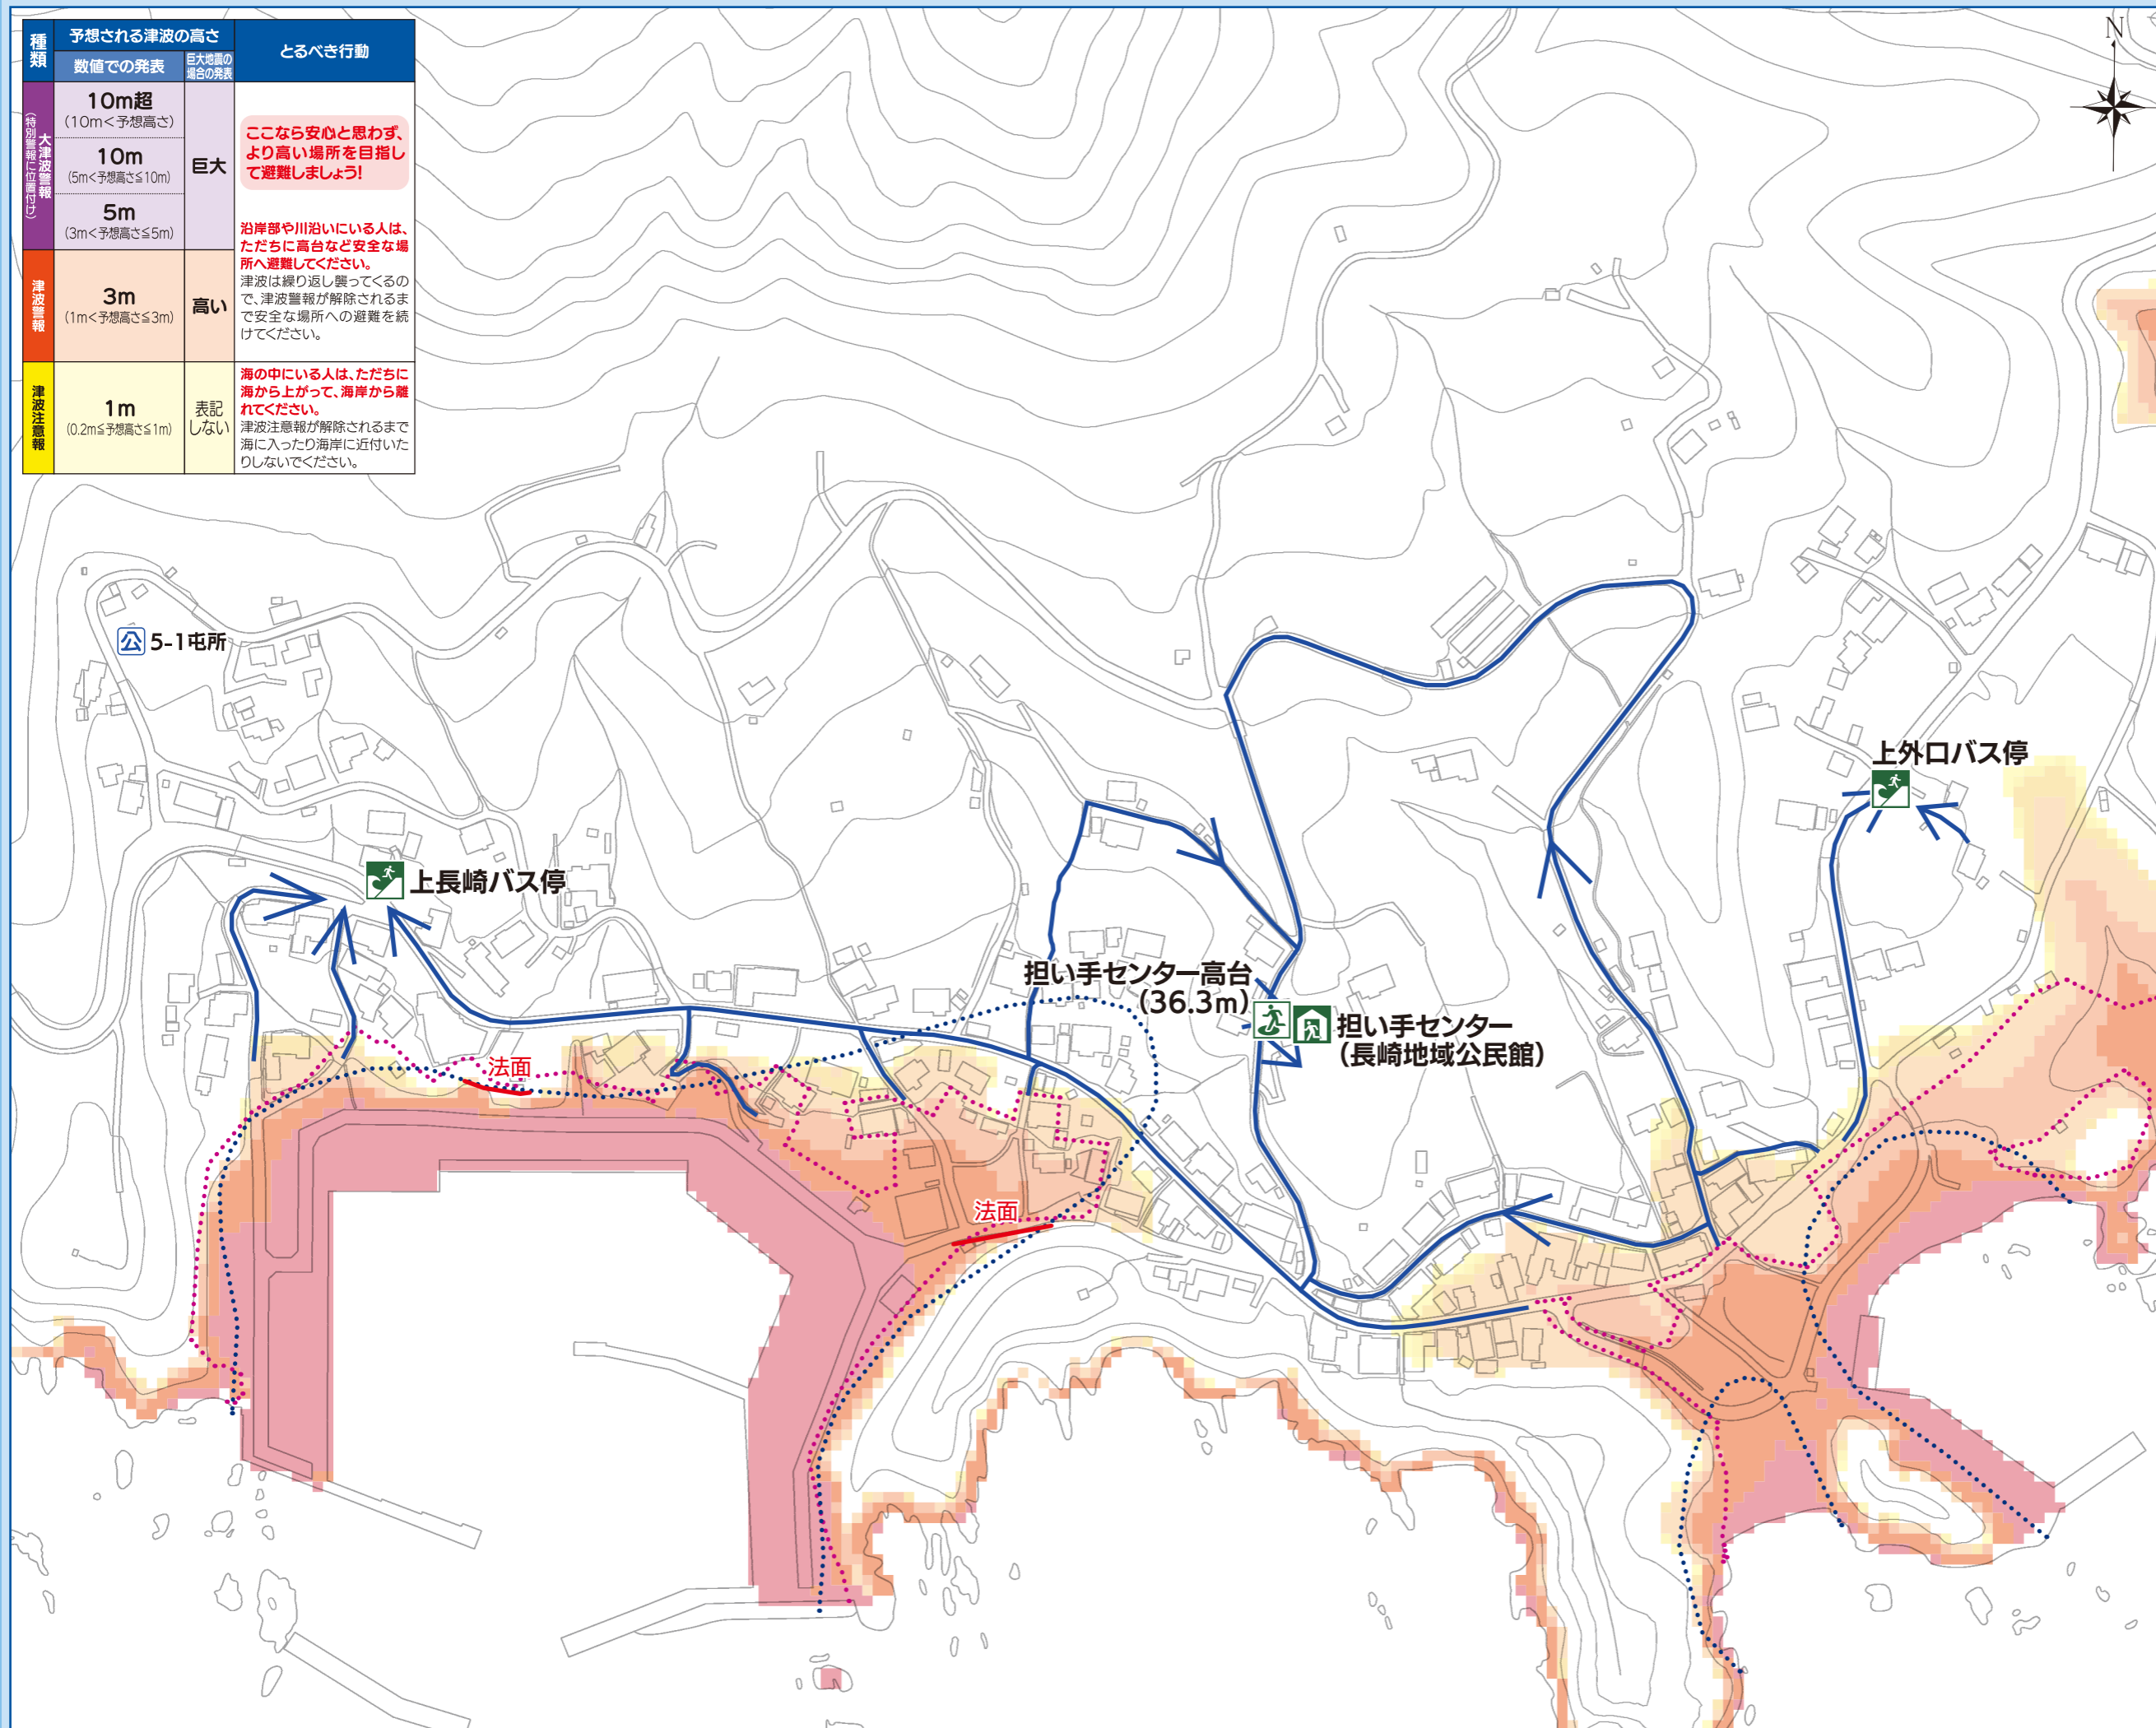 種類
予想される津波の高さ
とるべき行動
数値での発表
巨大地震の
場合の発表
大津波警報
(特別警報に位置付け)
10m超
(10m<予想高さ)
10m
(5m<予想高さ≦10m)
5m
(3m<予想高さ≦5m)
巨大
ここなら安心と思わず、
より高い場所を目指し
て避難しましょう!
沿岸部や川沿いにいる人は、
ただちに高台など安全な場
所へ避難してください。
津波は繰り返し襲ってくるの
で、津波警報が解除されるま
で安全な場所への避難を続
けてください。
津波警報
3m
(1m<予想高さ≦3m)
高い
津波注意報
1m
(0.2m≦予想高さ≦1m)
表記
しない
海の中にいる人は、ただちに
海から上がって、海岸から離
れてください。
津波注意報が解除されるまで
海に入ったり海岸に近付いた
りしないでください。
N
公 5-1屯所
上外口バス停
上長崎バス停
担い手センター高台
(36.3m)
担い手センター
(長崎地域公民館)
法面
法面